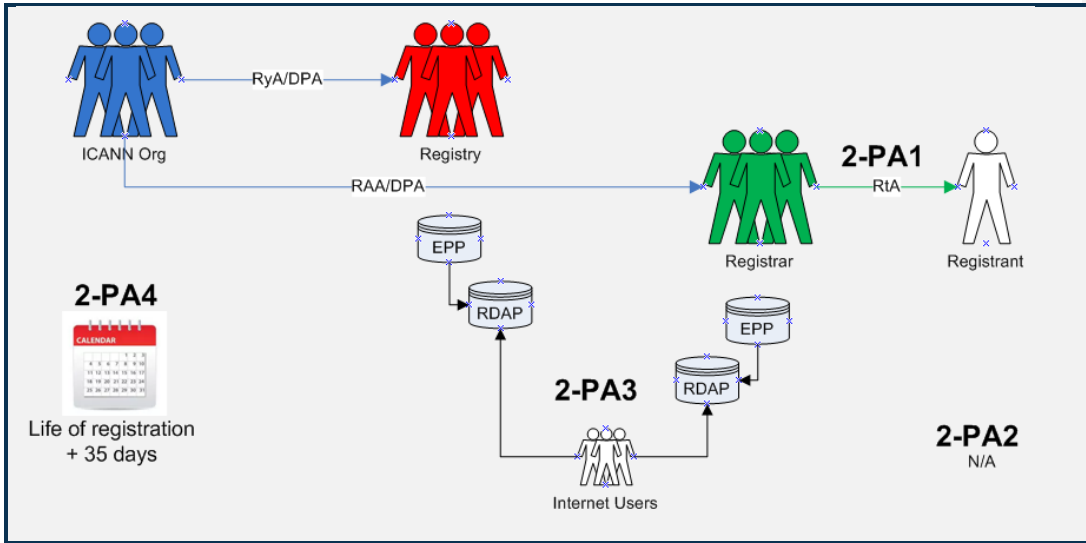 RyA/DPA
ICANN Org
Registry
2-PA1
RAA/DPA
RtA
EPP
Registrar
Registrant
2-PA4
RDAP
EPP
CALENDAR
RDAP
2-PA3
Life of registration
+ 35 days
2-PA2
N/A
Internet Users